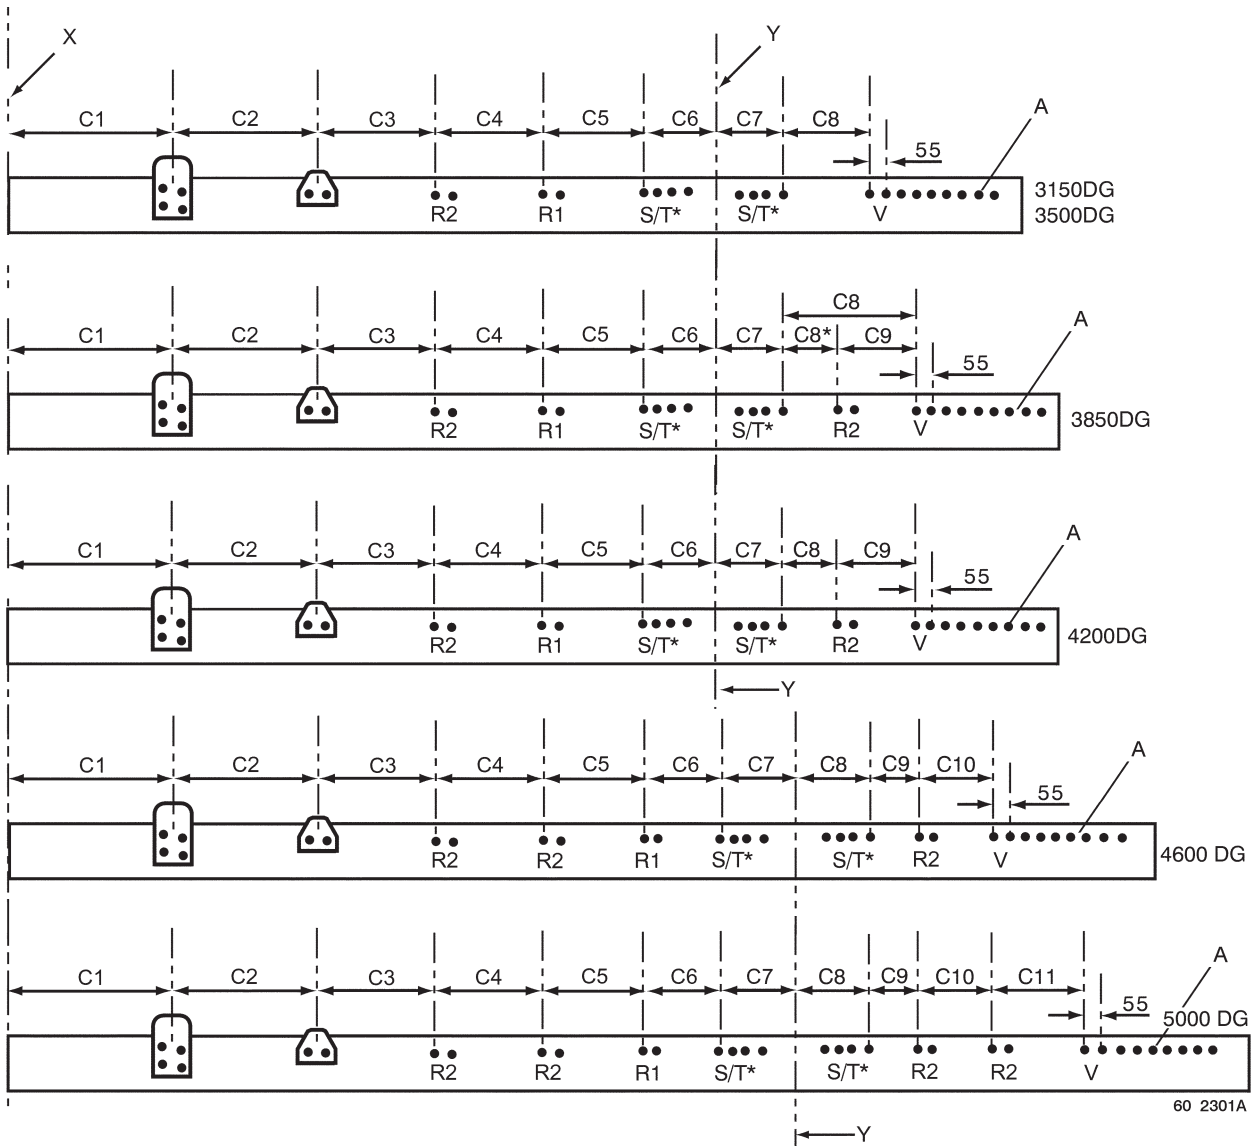 X
Y
C1 C2 C3 C4 C5 C6 C7 C8
A
55
3150DG
R2 R1 S/T* S/T* V
3500DG
C8
A
C1 C2 C3 C4 C5 C6 C7 C8* C9
55
R2 R1 S/T* S/T* R2 V
3850DG
A
C1 C2 C3 C4 C5 C6 C7 C8 C9
55
R2 R1 S/T* S/T* R2 V
4200DG
Y
A
C1 C2 C3 C4 C5 C6 C7 C8 C9 C10
55
R2 R2 R1 S/T* S/T* R2 V
4600 DG
A
C1 C2 C3 C4 C5 C6 C7 C8 C9 C10 C11
55
5000 DG
R2 R2 R1 S/T* S/T* R2 R2 V
60 2301A
Y